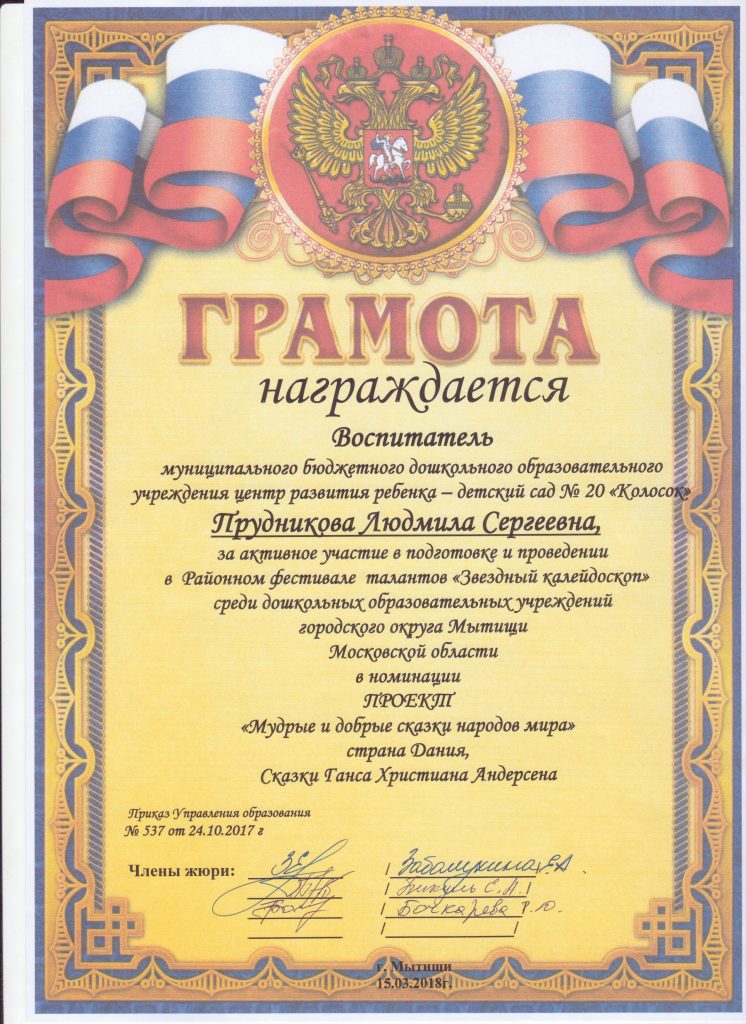 ГРАМОТА
награждается
Воспитатель
муниципального бюджетного дошкольного образовательного
учреждения центр развития ребенка – детский сад № 20 «Колосок»
Прудникова Людмила Сергеевна,
за активное участие в подготовке и проведении
в Районном фестивале талантов «Звездный калейдоскоп»
среди дошкольных образовательных учреждений
городского округа Мытищи
Московской области
в номинации
ПРОЕКТ
«Мудрые и добрые сказки народов мира»
страна Дания,
Сказки Ганса Христиана Андерсена
Приказ Управления образования
№ 537 от 24.10.2017 г
Члены жюри:
/ Е.А.
/ С.А. /
/ Бочкарева Г.Ю.
/ /
г. Мытищи
15.03.2018г.